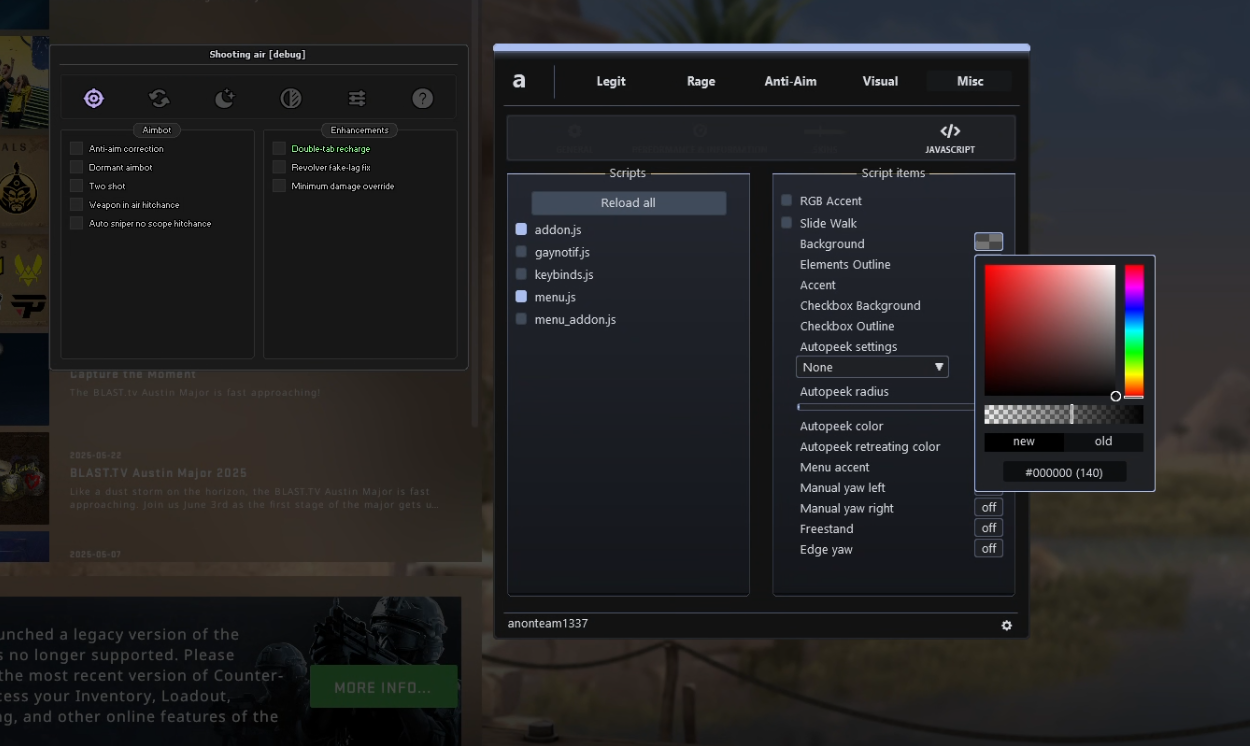 Shooting air [debug]
Aimbot
Anti-aim correction
Dormant aimbot
Two shot
Weapon in air hitchance
Auto sniper no scope hitchance
Enhancements
Double-tab recharge
Revolver fake-lag fix
Minimum damage override
Capture the Moment
The BLAST.tv Austin Major is fast approaching!
2025-05-22
BLAST.TV Austin Major 2025
Like a dust storm on the horizon, the BLAST.TV Austin Major is fast
approaching. Join us June 3rd as the first stage of the major gets u...
2025-05-07
unched a legacy version of the
s no longer supported. Please
the most recent version of Counter-
cess your Inventory, Loadout,
ng, and other online features of the
MORE INFO...
a
Legit
Rage
Anti-Aim
Visual
Misc
JAVASCRIPT
Scripts
Reload all
addon.js
gaynotif.js
keybinds.js
menu.js
menu_addon.js
Script items
RGB Accent
Slide Walk
Background
Elements Outline
Accent
Checkbox Background
Checkbox Outline
Autopeek settings
None
Autopeek radius
Autopeek color
Autopeek retreating color
Menu accent
Manual yaw left
Manual yaw right off
Freestand off
Edge yaw off
new old
#000000 (140)
anonteam1337